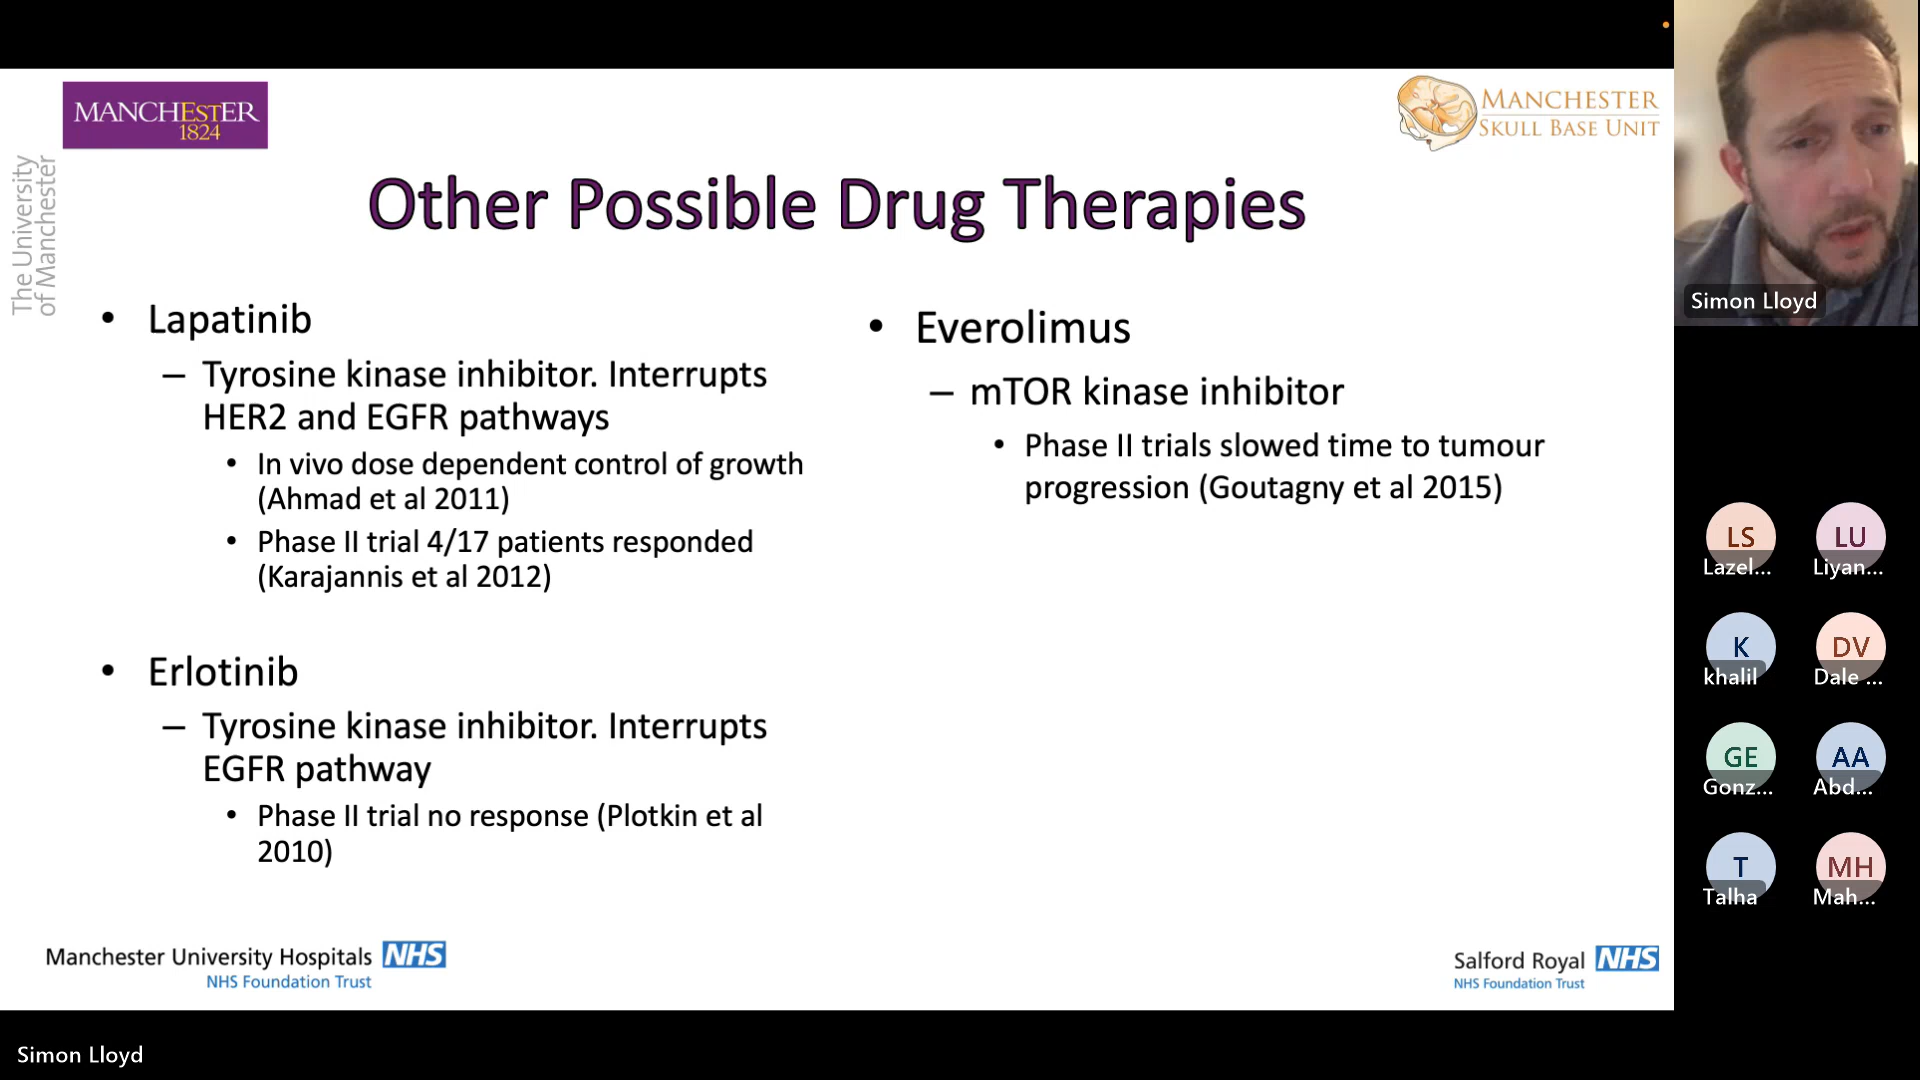 MANCHESTER
1824
The University
of Manchester
MANCHESTER
SKULL BASE UNIT
Other Possible Drug Therapies
• Lapatinib
– Tyrosine kinase inhibitor. Interrupts
HER2 and EGFR pathways
• In vivo dose dependent control of growth
(Ahmad et al 2011)
• Phase II trial 4/17 patients responded
(Karajannis et al 2012)
• Erlotinib
– Tyrosine kinase inhibitor. Interrupts
EGFR pathway
• Phase II trial no response (Plotkin et al
2010)
• Everolimus
– mTOR kinase inhibitor
• Phase II trials slowed time to tumour
progression (Goutagny et al 2015)
Manchester University Hospitals NHS
NHS Foundation Trust
Salford Royal NHS
NHS Foundation Trust
Simon Lloyd
LS
Lazel...
LU
Liyan...
K
khalil
DV
Dale ...
GE
Gonz...
AA
Abd...
T
Talha
MH
Mah...
Simon Lloyd